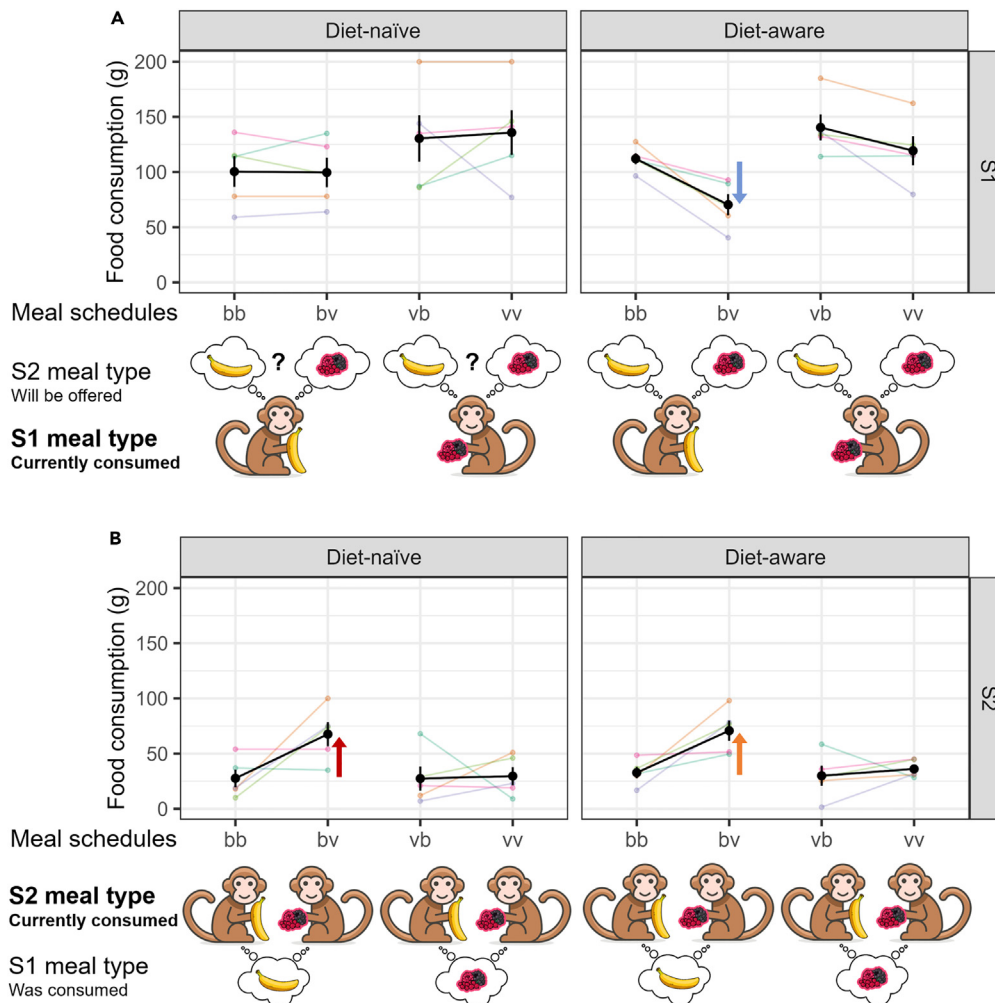 A
Diet-naïve
Diet-aware
Food consumption (g)
200
150
100
50
0
S1
Meal schedules
bb
bv
vb
vv
bb
bv
vb
vv
S2 meal type
Will be offered
?
?
S1 meal type
Currently consumed
B
Diet-naïve
Diet-aware
Food consumption (g)
200
150
100
50
0
S2
Meal schedules
bb
bv
vb
vv
bb
bv
vb
vv
S2 meal type
Currently consumed
S1 meal type
Was consumed